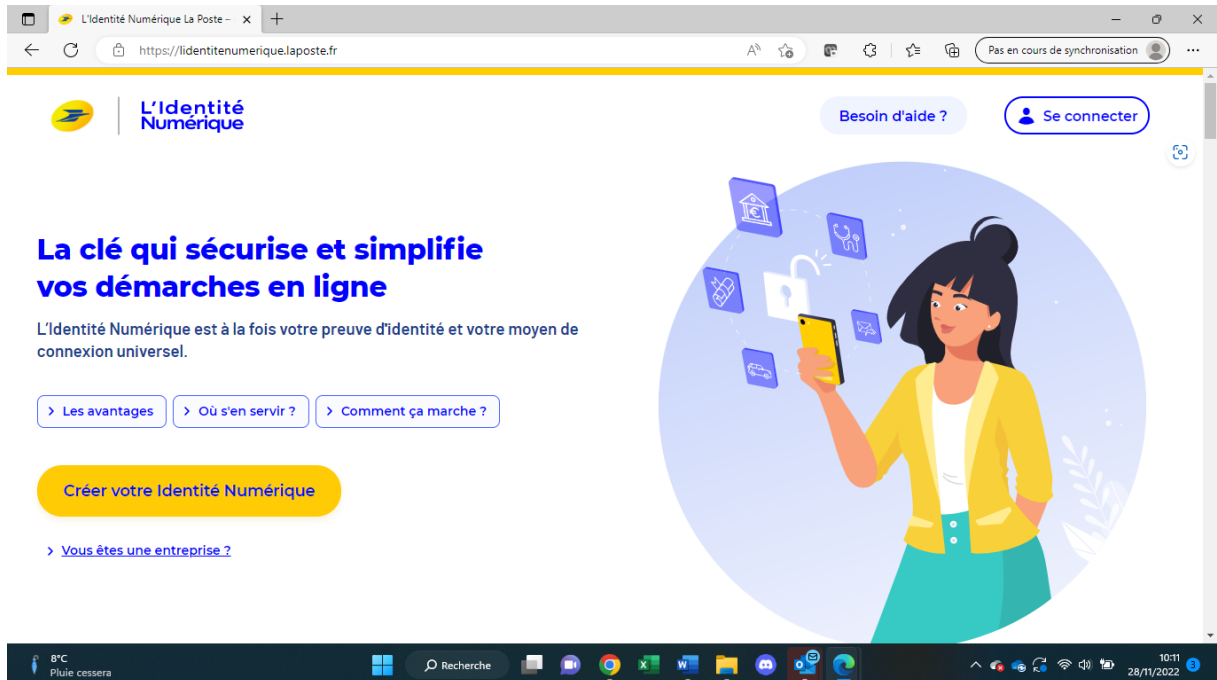 L'Identité Numérique La Poste –
https://lidentitenumerique.laposte.fr
Pas en cours de synchronisation
L'Identité
Numérique
Besoin d'aide ?
Se connecter
La clé qui sécurise et simplifie
vos démarches en ligne
L'Identité Numérique est à la fois votre preuve d'identité et votre moyen de
connexion universel.
> Les avantages > Où s'en servir ? > Comment ça marche ?
Créer votre Identité Numérique
> Vous êtes une entreprise ?
8°C
Pluie cessera
Recherche
10:11
28/11/2022
3